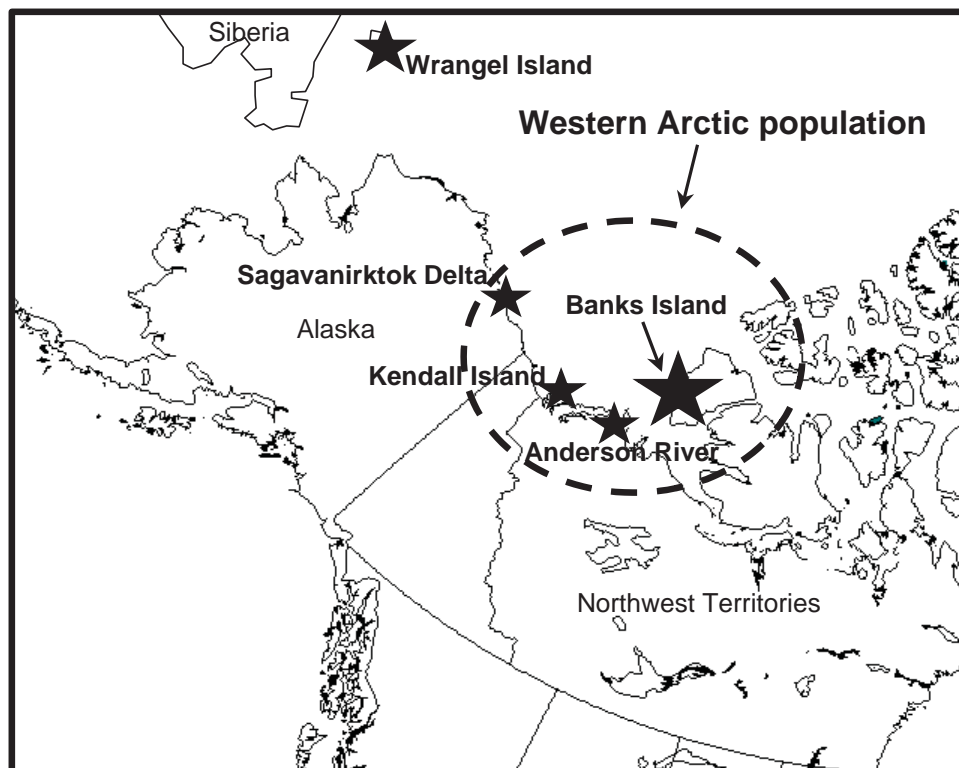 Siberia
Wrangel Island
Western Arctic population
Sagavanirktok Delta
Banks Island
Alaska
Kendall Island
Anderson River
Northwest Territories